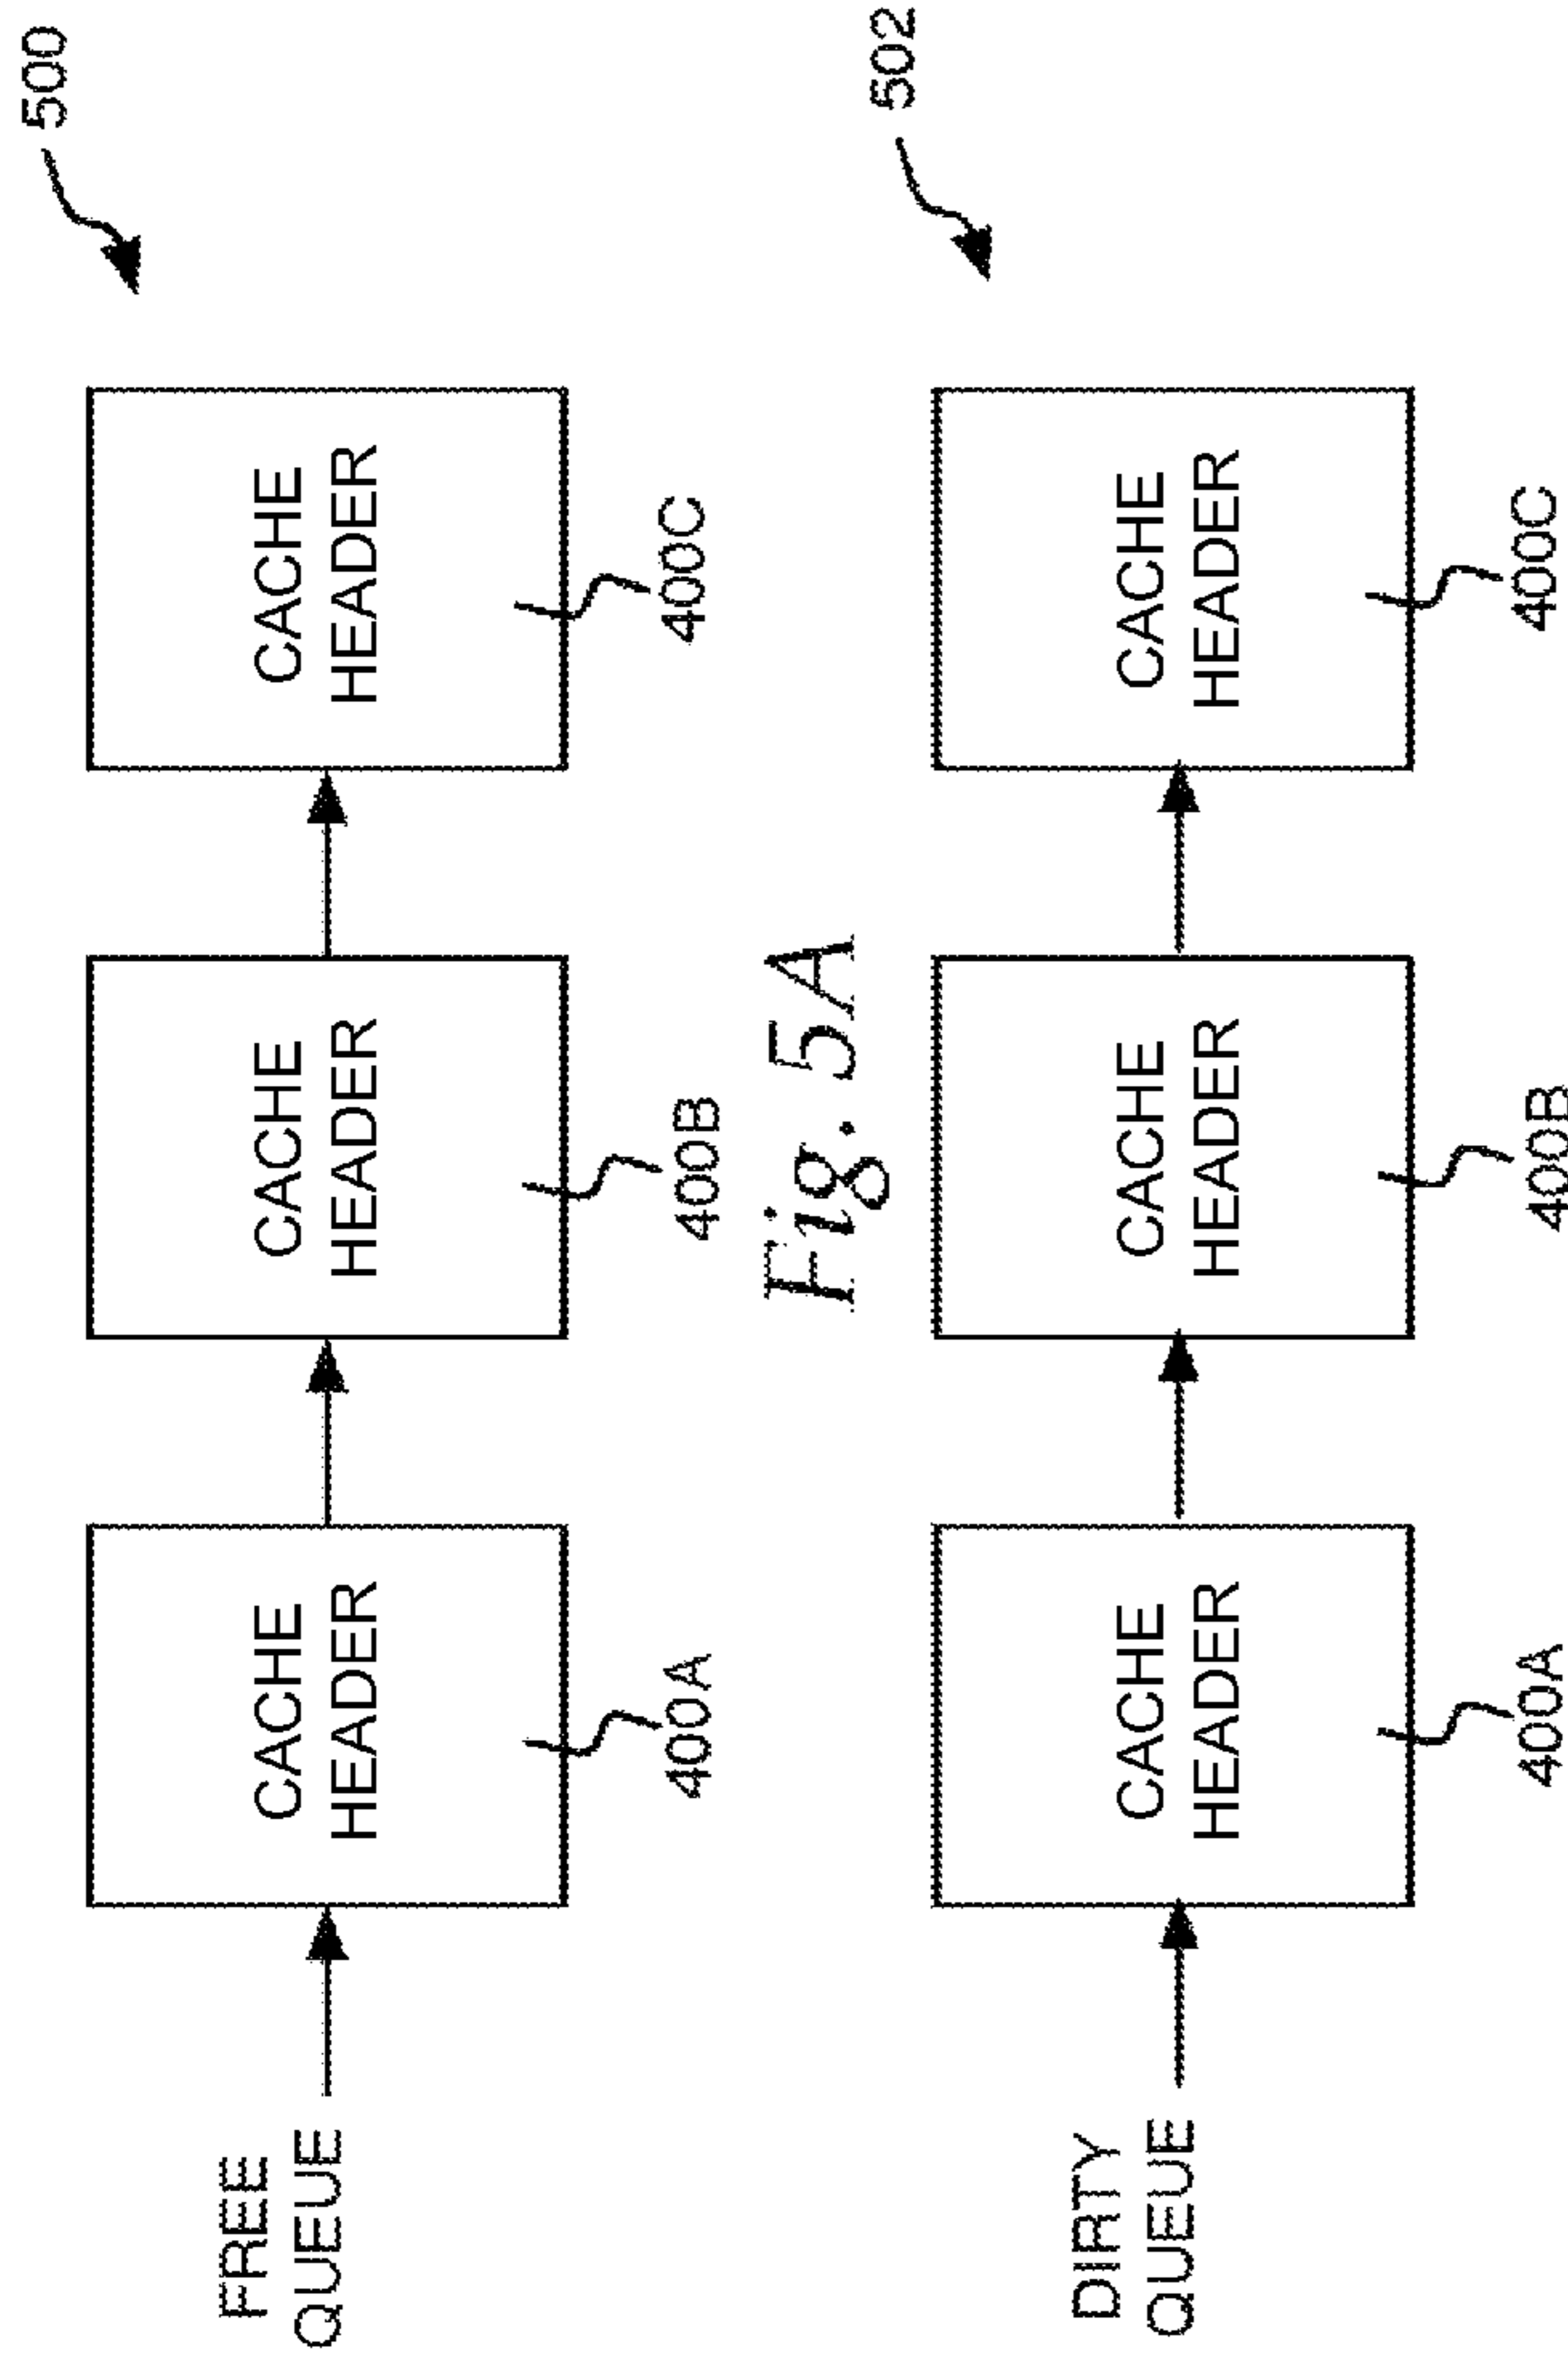 500
FREE
QUEUE
CACHE
HEADER
400A
CACHE
HEADER
400B
CACHE
HEADER
400C
Fig. 5A
502
DIRTY
QUEUE
CACHE
HEADER
400A
CACHE
HEADER
400B
CACHE
HEADER
400C